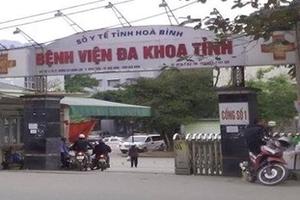 SỞ Y TẾ TỈNH HOÀ BÌNH
BỆNH VIỆN ĐA KHOA TỈNH
CỔNG SỐ 1